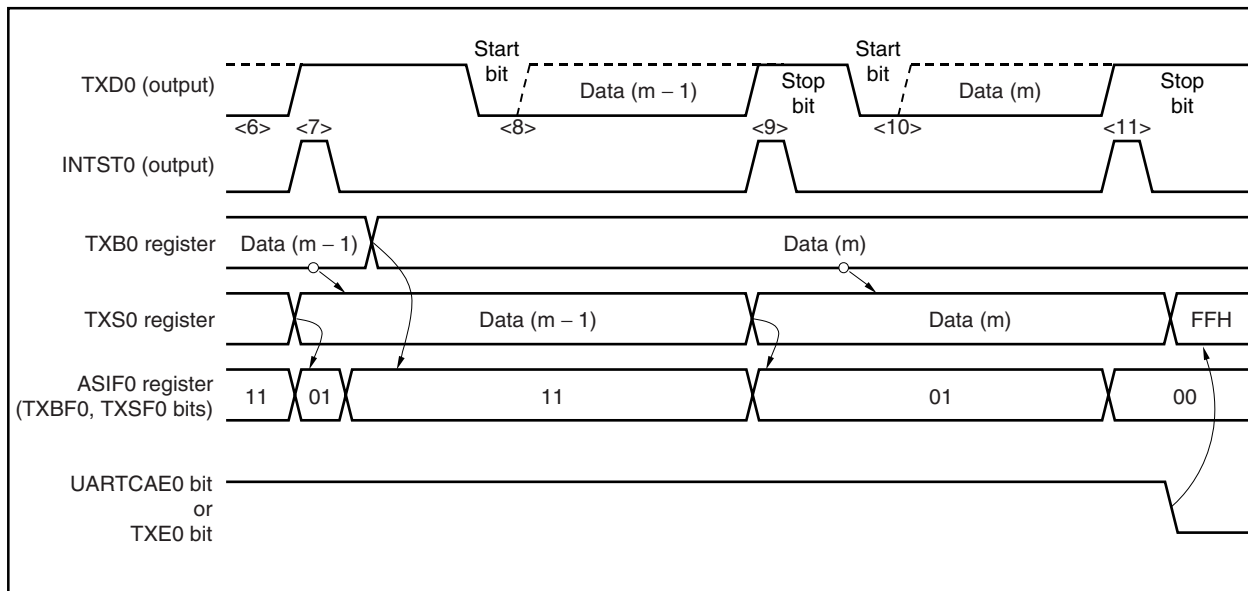 TXD0 (output)
Start
bit
Data (m – 1)
Stop
bit
Start
bit
Data (m)
Stop
bit
<6> <7> <8> <9> <10> <11>
INTST0 (output)
TXB0 register
Data (m – 1)
Data (m)
TXS0 register
Data (m – 1)
Data (m)
FFH
ASIF0 register
(TXBF0, TXSF0 bits)
11 01 11 01 00
UARTCAE0 bit
or
TXE0 bit